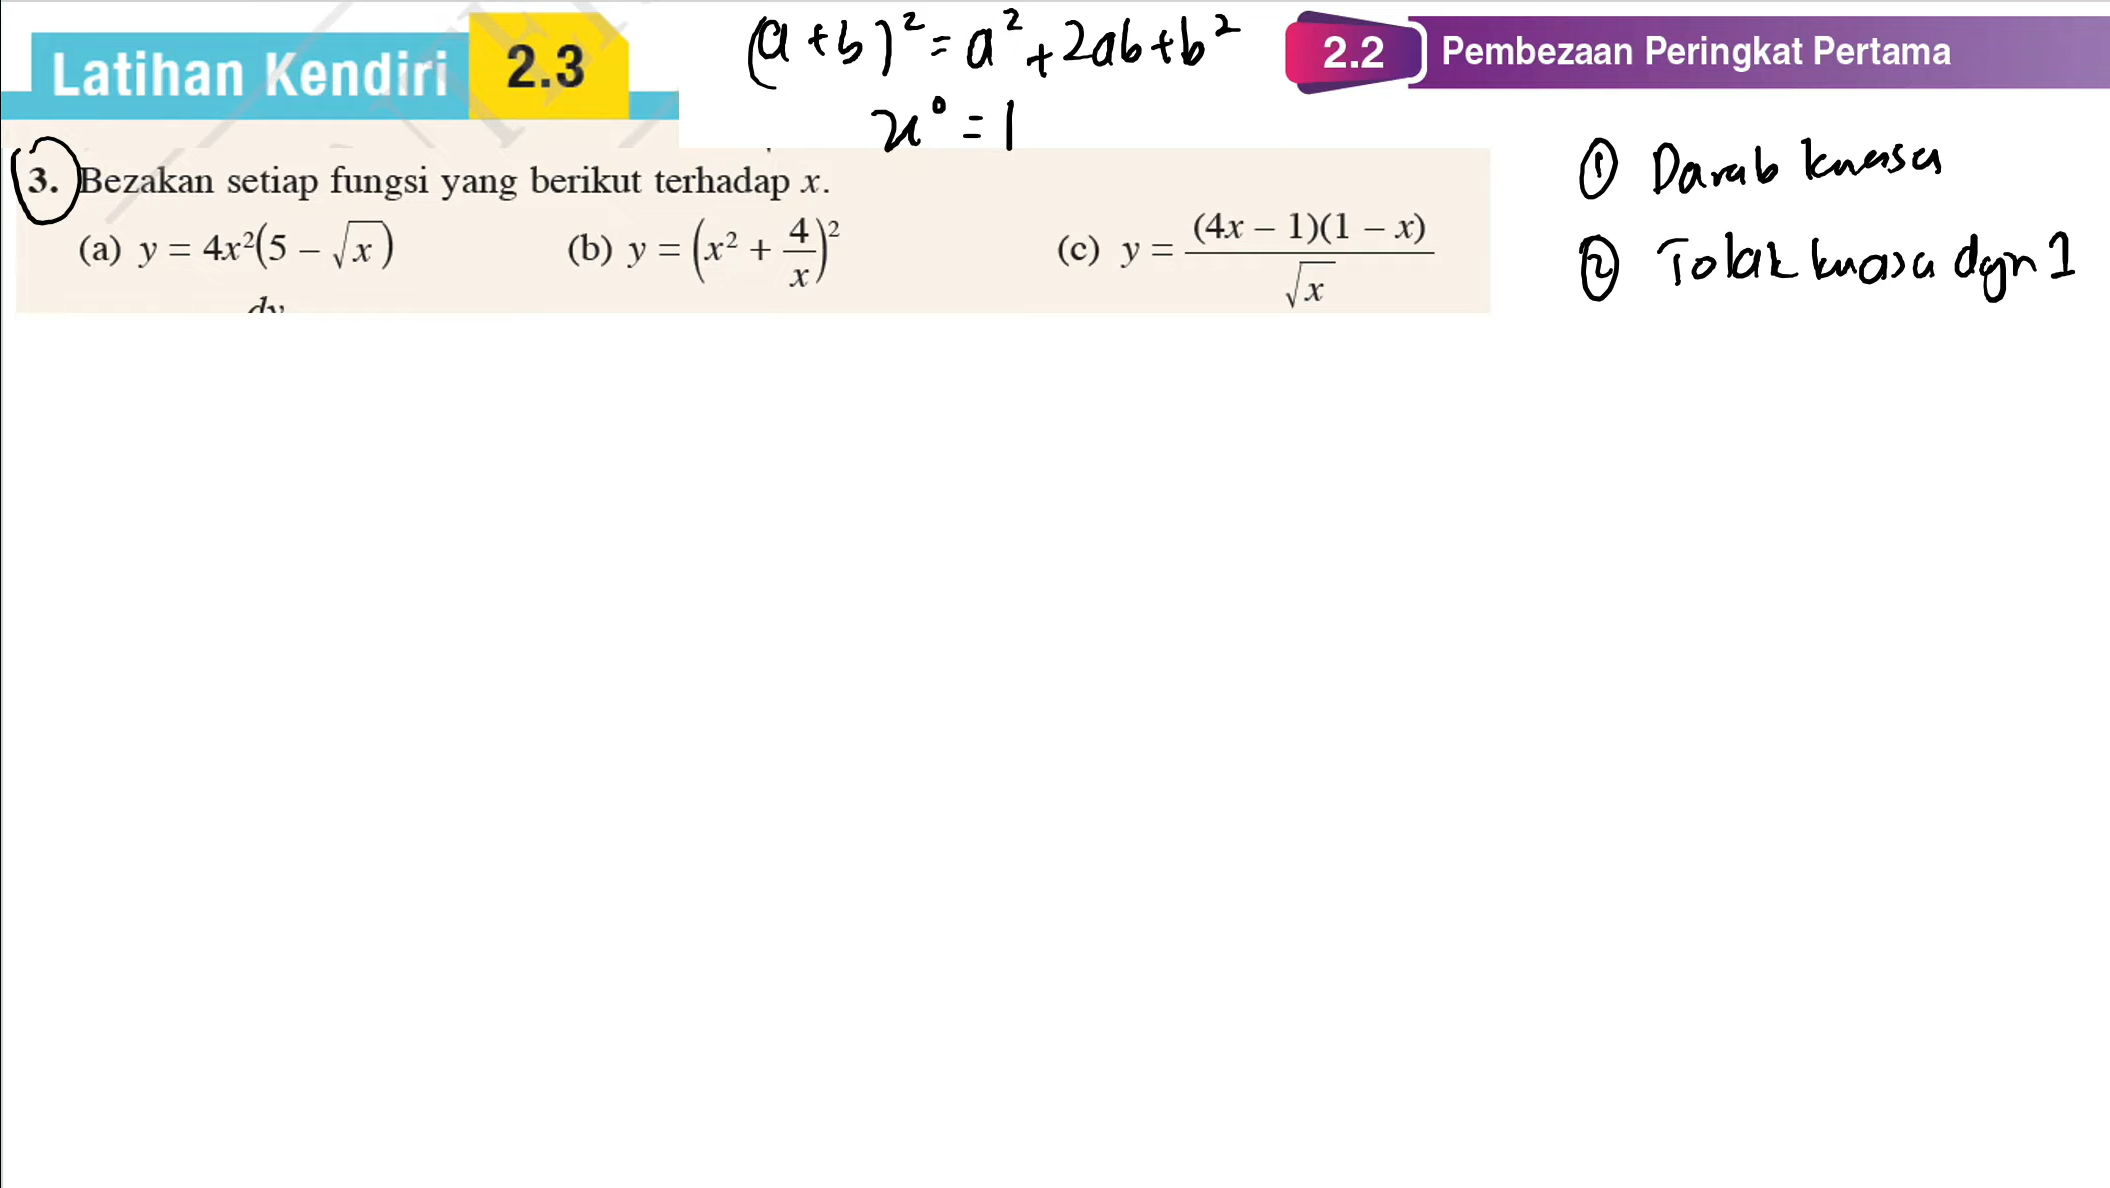 Latihan Kendiri 2.3
(a+b)² = a² + 2ab + b²
x⁰ = 1
2.2 Pembezaan Peringkat Pertama
① Darab kuasa
② Tolak kuasa dgn 1
3. Bezakan setiap fungsi yang berikut terhadap x.
(a) y = 4x²(5 – √x) (b) y = (x² + 4/x)² (c) y = (4x – 1)(1 – x)/√x
dy